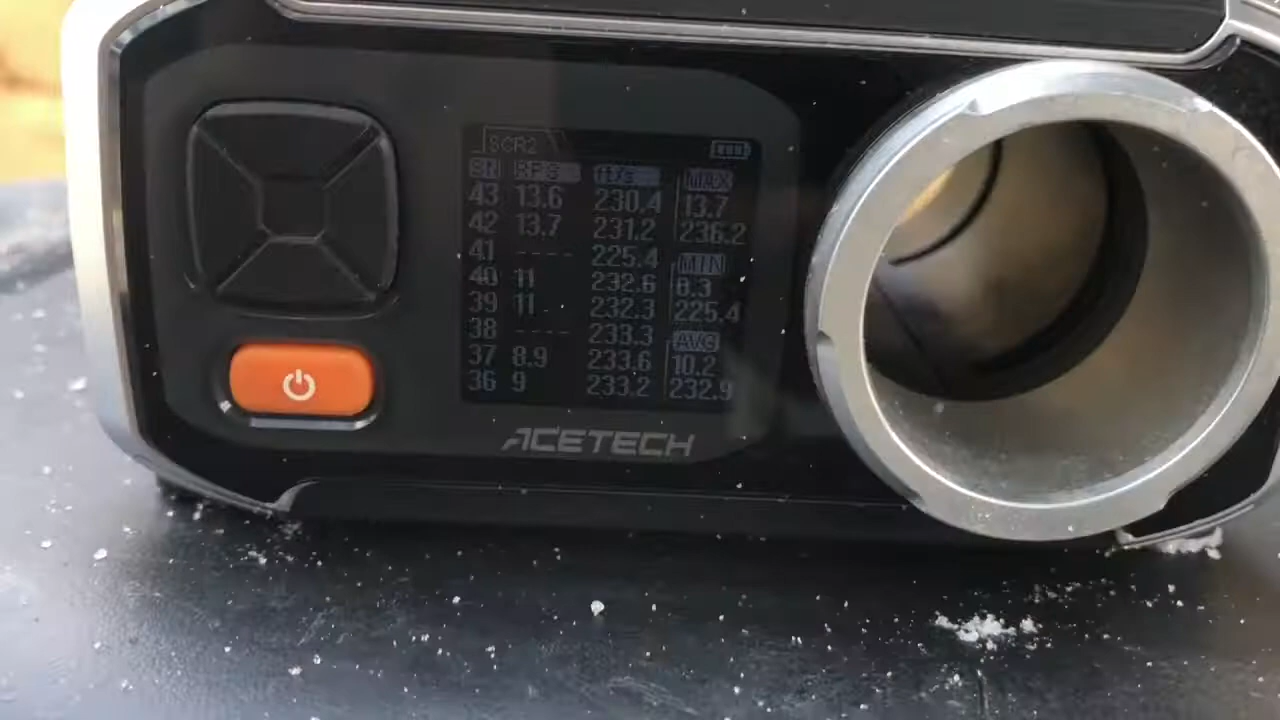 SCR2
SN RPS ft/s MAX
43 13.6 230.4 13.7
42 13.7 231.2 236.2
41 ---- 225.4 MIN
40 11 232.6 8.3
39 11 232.3 225.4
38 ---- 233.3 AVG
37 8.9 233.6 10.2
36 9 233.2 232.9
ACETECH